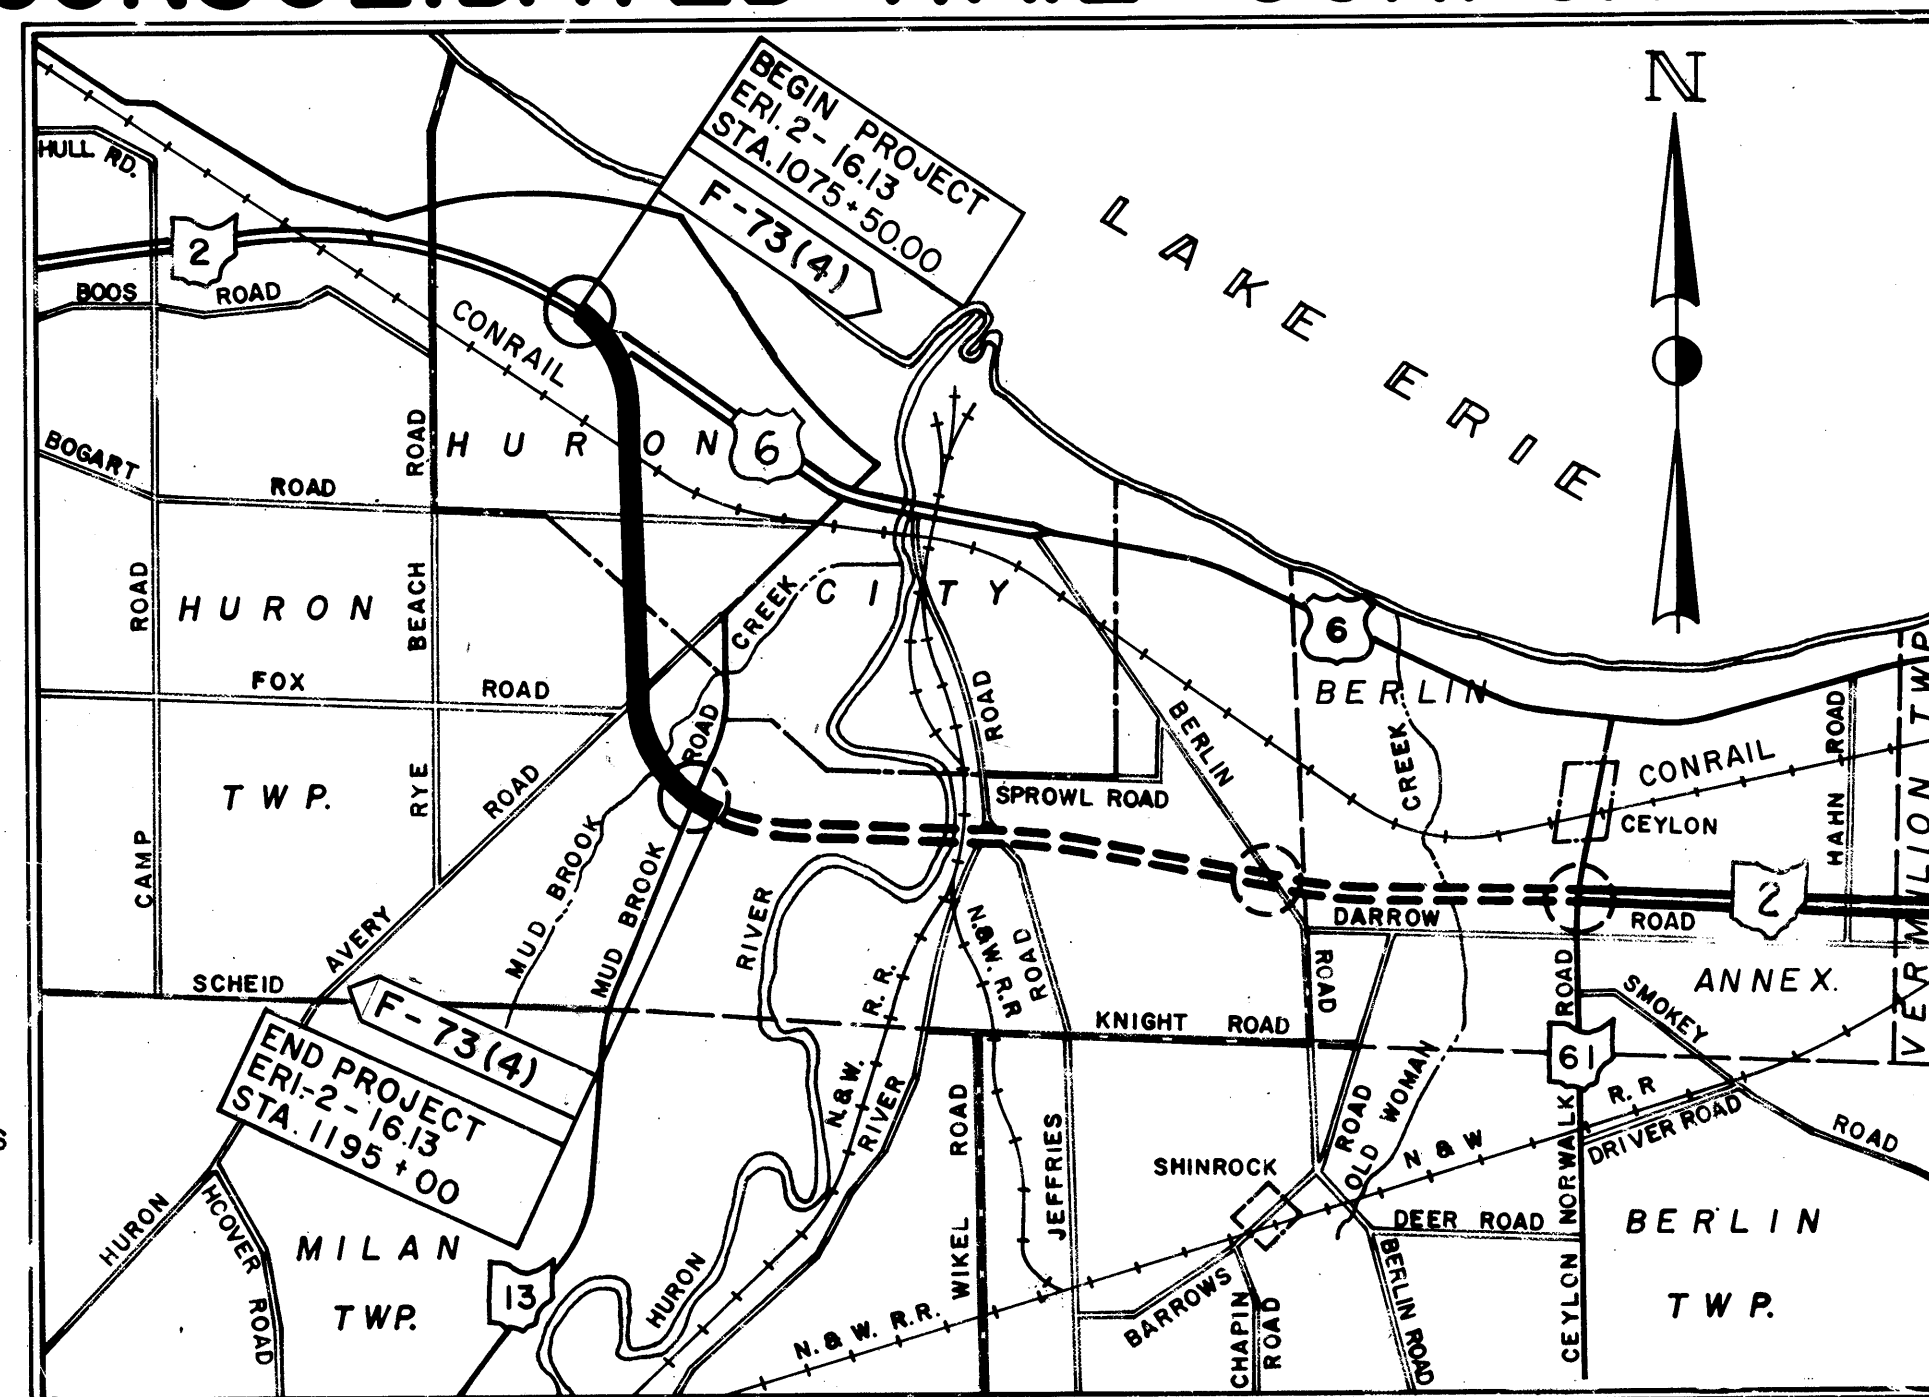 N
BEGIN PROJECT
ERI. 2- 16.13
STA. 1075+50.00
F-73(4)
LAKE ERIE
HULL RD.
2
BOOS ROAD
CONRAIL
HURON
6
BOGART ROAD
ROAD
CITY
CREEK
HURON
ROAD
BEACH
6
BERLIN
FOX ROAD
ROAD
ROAD
BERLIN
CREEK
HAHN ROAD
VERMILION TWP
CONRAIL
TWP.
RYE
ROAD
SPROWL ROAD
CEYLON
CAMP
MUD BROOK
MUD BROOK
RIVER
2
DARROW ROAD
AVERY
N.&W. R.R
ROAD
ROAD
ROAD
ANNEX.
SCHEID
R. R.
SMOKEY
F-73(4)
KNIGHT ROAD
61
END PROJECT
ERI-2-16.13
STA. 1195+00
N.&W.
RIVER
ROAD
ROAD
OLD WOMAN
R. R
DRIVER ROAD
ROAD
JEFFRIES
SHINROCK
N & W
NORWALK
HURON
HOOVER ROAD
MILAN
TWP.
WIKEL
DEER ROAD
BERLIN
TWP.
13
HURON
N. & W. R.R.
BARROWS
CHAPIN ROAD
BERLIN ROAD
CEYLON